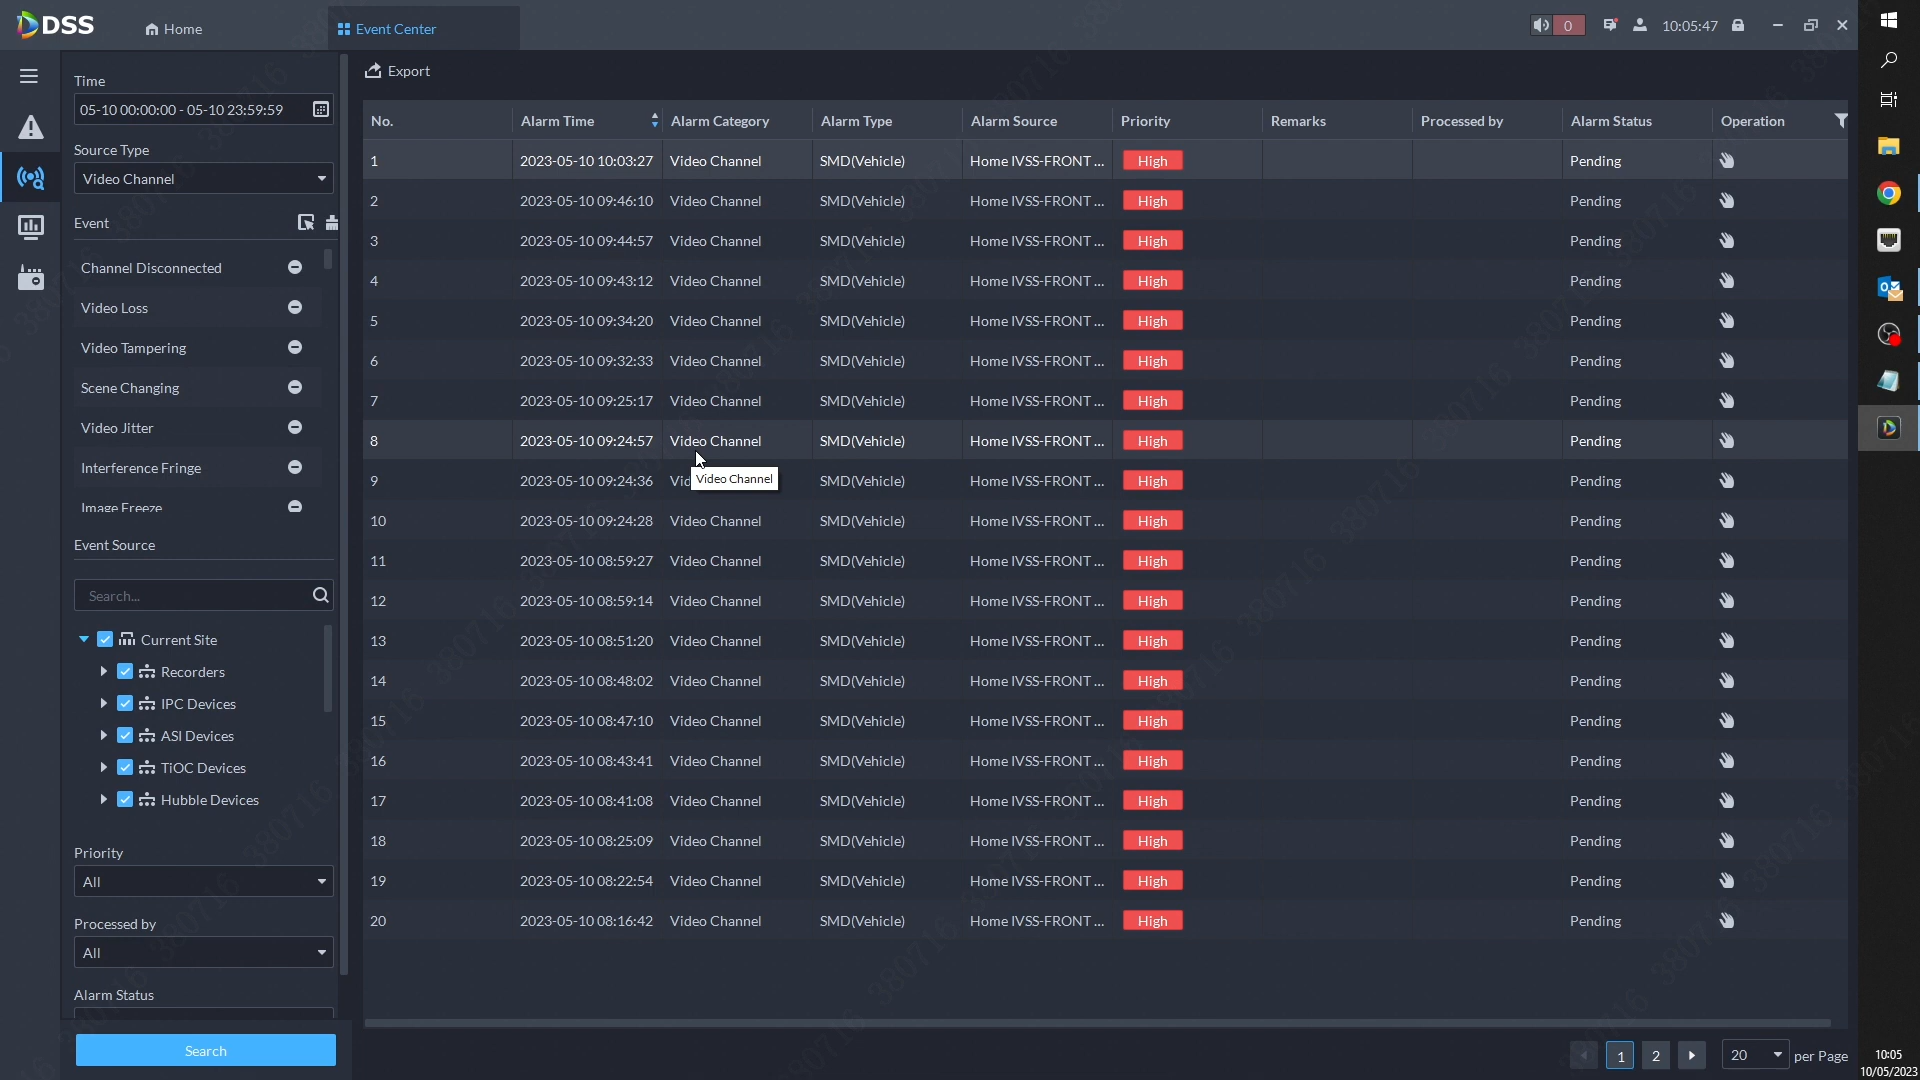 DSS
Home
Event Center
0
10:05:47
Time
05-10 00:00:00 - 05-10 23:59:59
Source Type
Video Channel
Event
Channel Disconnected
Video Loss
Video Tampering
Scene Changing
Video Jitter
Interference Fringe
Image Freeze
Event Source
Search...
Current Site
Recorders
IPC Devices
ASI Devices
TiOC Devices
Hubble Devices
Priority
All
Processed by
All
Alarm Status
Search
Export
No. Alarm Time Alarm Category Alarm Type Alarm Source Priority Remarks Processed by Alarm Status Operation
1 2023-05-10 10:03:27 Video Channel SMD(Vehicle) Home IVSS-FRONT ... High Pending
2 2023-05-10 09:46:10 Video Channel SMD(Vehicle) Home IVSS-FRONT ... High Pending
3 2023-05-10 09:44:57 Video Channel SMD(Vehicle) Home IVSS-FRONT ... High Pending
4 2023-05-10 09:43:12 Video Channel SMD(Vehicle) Home IVSS-FRONT ... High Pending
5 2023-05-10 09:34:20 Video Channel SMD(Vehicle) Home IVSS-FRONT ... High Pending
6 2023-05-10 09:32:33 Video Channel SMD(Vehicle) Home IVSS-FRONT ... High Pending
7 2023-05-10 09:25:17 Video Channel SMD(Vehicle) Home IVSS-FRONT ... High Pending
8 2023-05-10 09:24:57 Video Channel SMD(Vehicle) Home IVSS-FRONT ... High Pending
Video Channel
9 2023-05-10 09:24:36 Vid SMD(Vehicle) Home IVSS-FRONT ... High Pending
10 2023-05-10 09:24:28 Video Channel SMD(Vehicle) Home IVSS-FRONT ... High Pending
11 2023-05-10 08:59:27 Video Channel SMD(Vehicle) Home IVSS-FRONT ... High Pending
12 2023-05-10 08:59:14 Video Channel SMD(Vehicle) Home IVSS-FRONT ... High Pending
13 2023-05-10 08:51:20 Video Channel SMD(Vehicle) Home IVSS-FRONT ... High Pending
14 2023-05-10 08:48:02 Video Channel SMD(Vehicle) Home IVSS-FRONT ... High Pending
15 2023-05-10 08:47:10 Video Channel SMD(Vehicle) Home IVSS-FRONT ... High Pending
16 2023-05-10 08:43:41 Video Channel SMD(Vehicle) Home IVSS-FRONT ... High Pending
17 2023-05-10 08:41:08 Video Channel SMD(Vehicle) Home IVSS-FRONT ... High Pending
18 2023-05-10 08:25:09 Video Channel SMD(Vehicle) Home IVSS-FRONT ... High Pending
19 2023-05-10 08:22:54 Video Channel SMD(Vehicle) Home IVSS-FRONT ... High Pending
20 2023-05-10 08:16:42 Video Channel SMD(Vehicle) Home IVSS-FRONT ... High Pending
1 2 20 per Page
10:05
10/05/2023